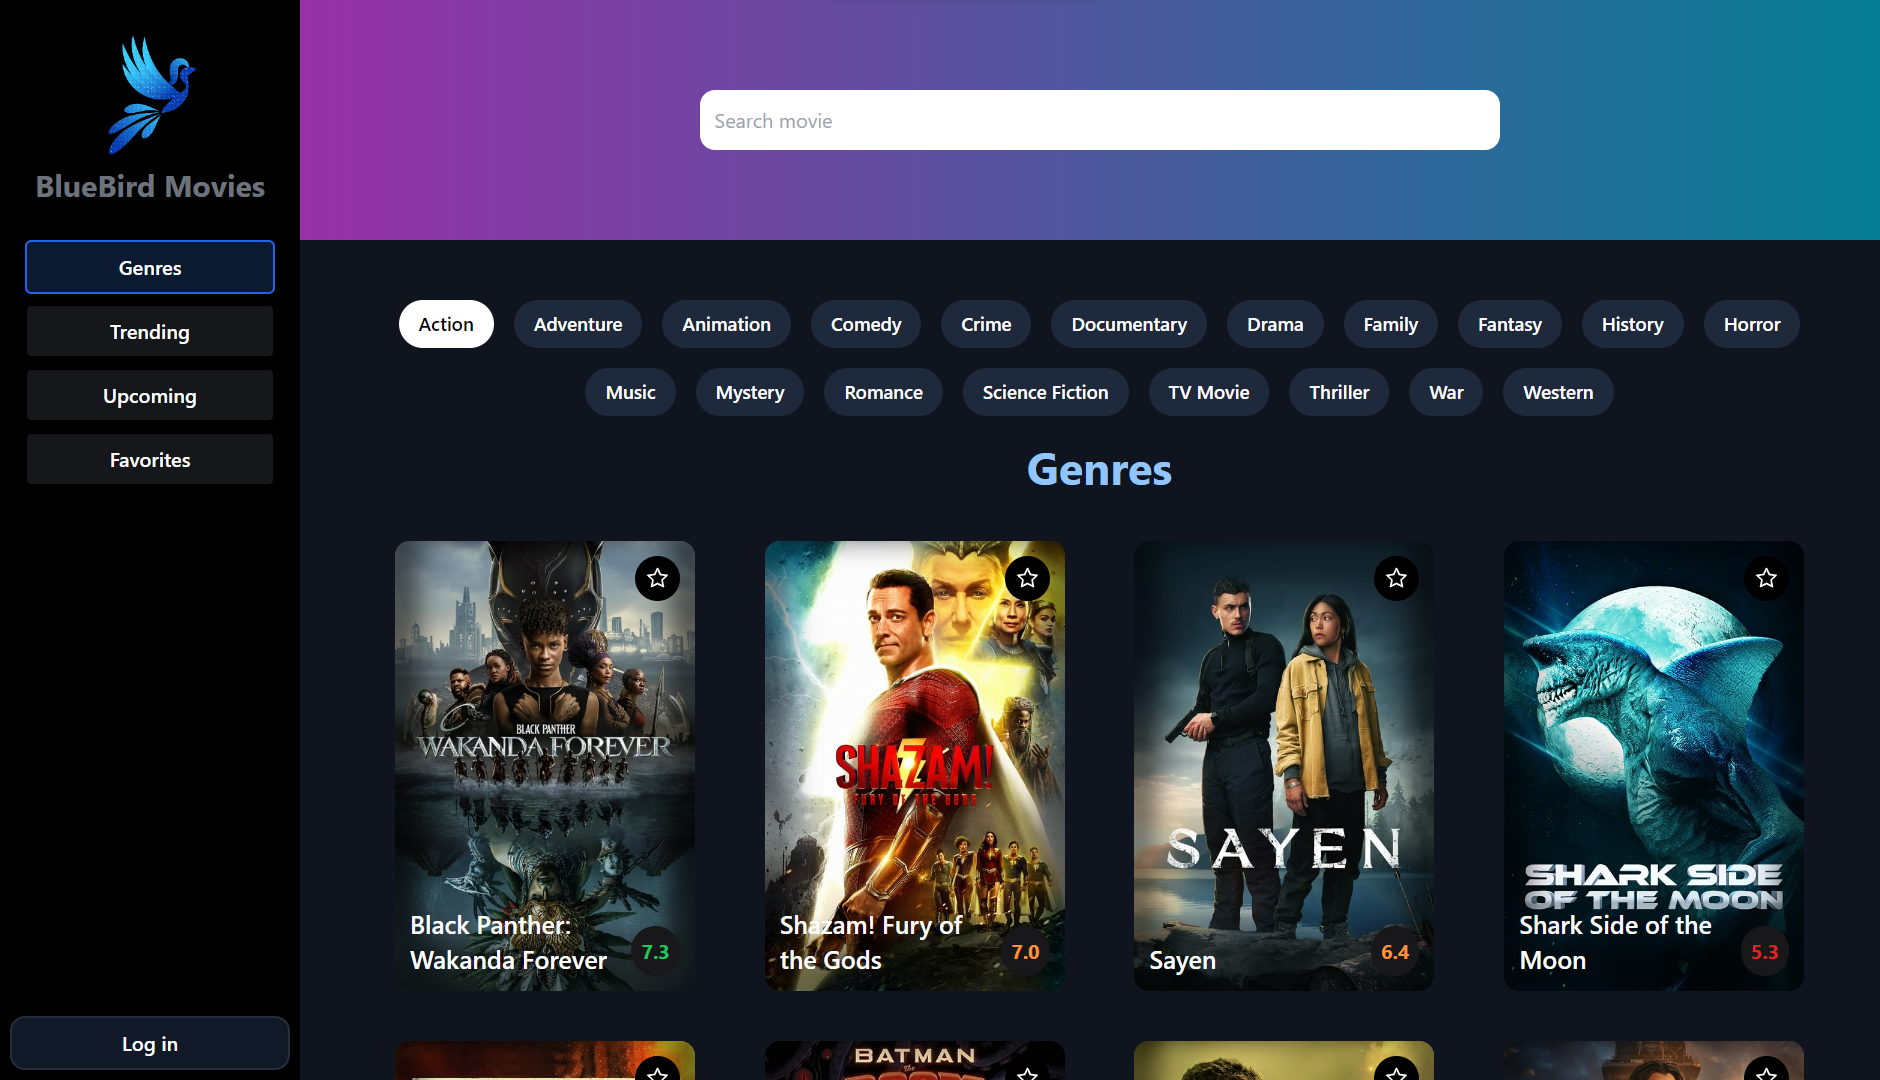 BlueBird Movies
Genres
Trending
Upcoming
Favorites
Log in
Search movie
Action Adventure Animation Comedy Crime Documentary Drama Family Fantasy History Horror
Music Mystery Romance Science Fiction TV Movie Thriller War Western
Genres
BLACK PANTHER
WAKANDA FOREVER
Black Panther:
Wakanda Forever
7.3
SHAZAM!
FURY OF THE GODS
Shazam! Fury of
the Gods
7.0
SAYEN
Sayen
6.4
SHARK SIDE
OF THE MOON
Shark Side of the
Moon
5.3
BATMAN
The
DOOM